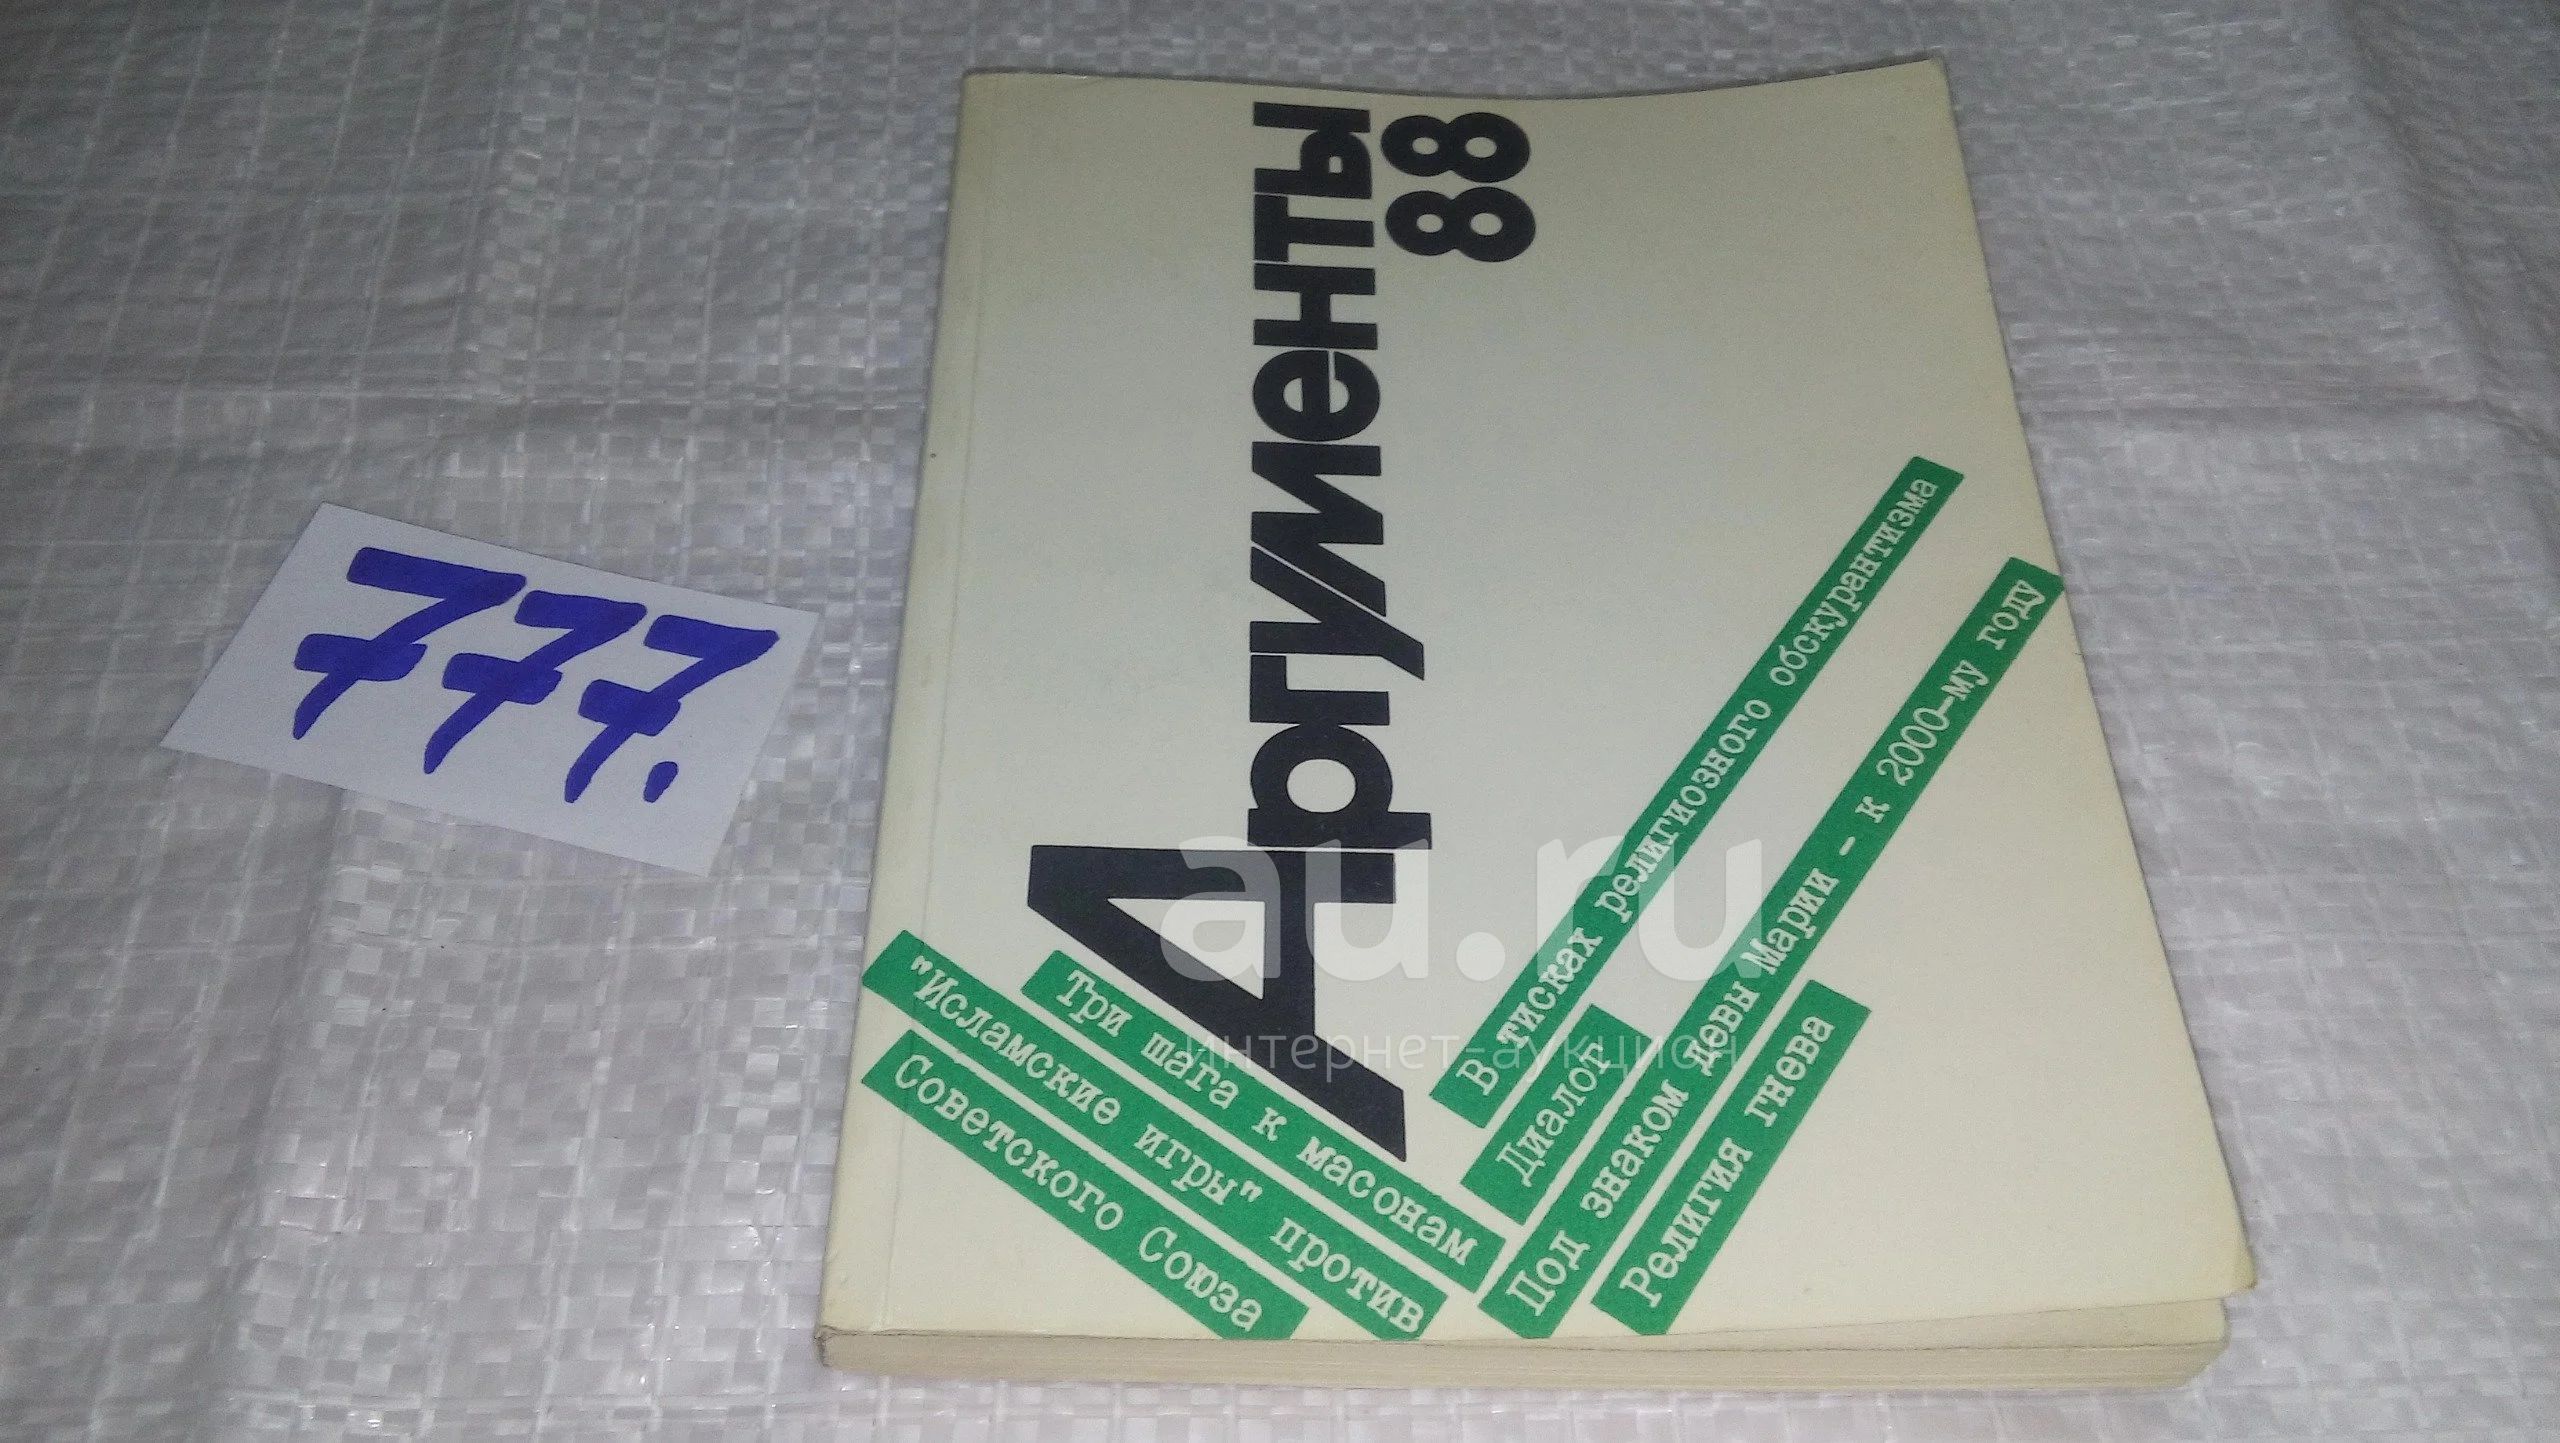 777.
Аргументы
88
Три шага к масонам
"Исламские игры" против
Советского Союза
В тисках религиозного обскурантизма
Диалог
Под знаком девы Марии - к 2000-му году
Религия гнева
au.ru
интернет-аукцион